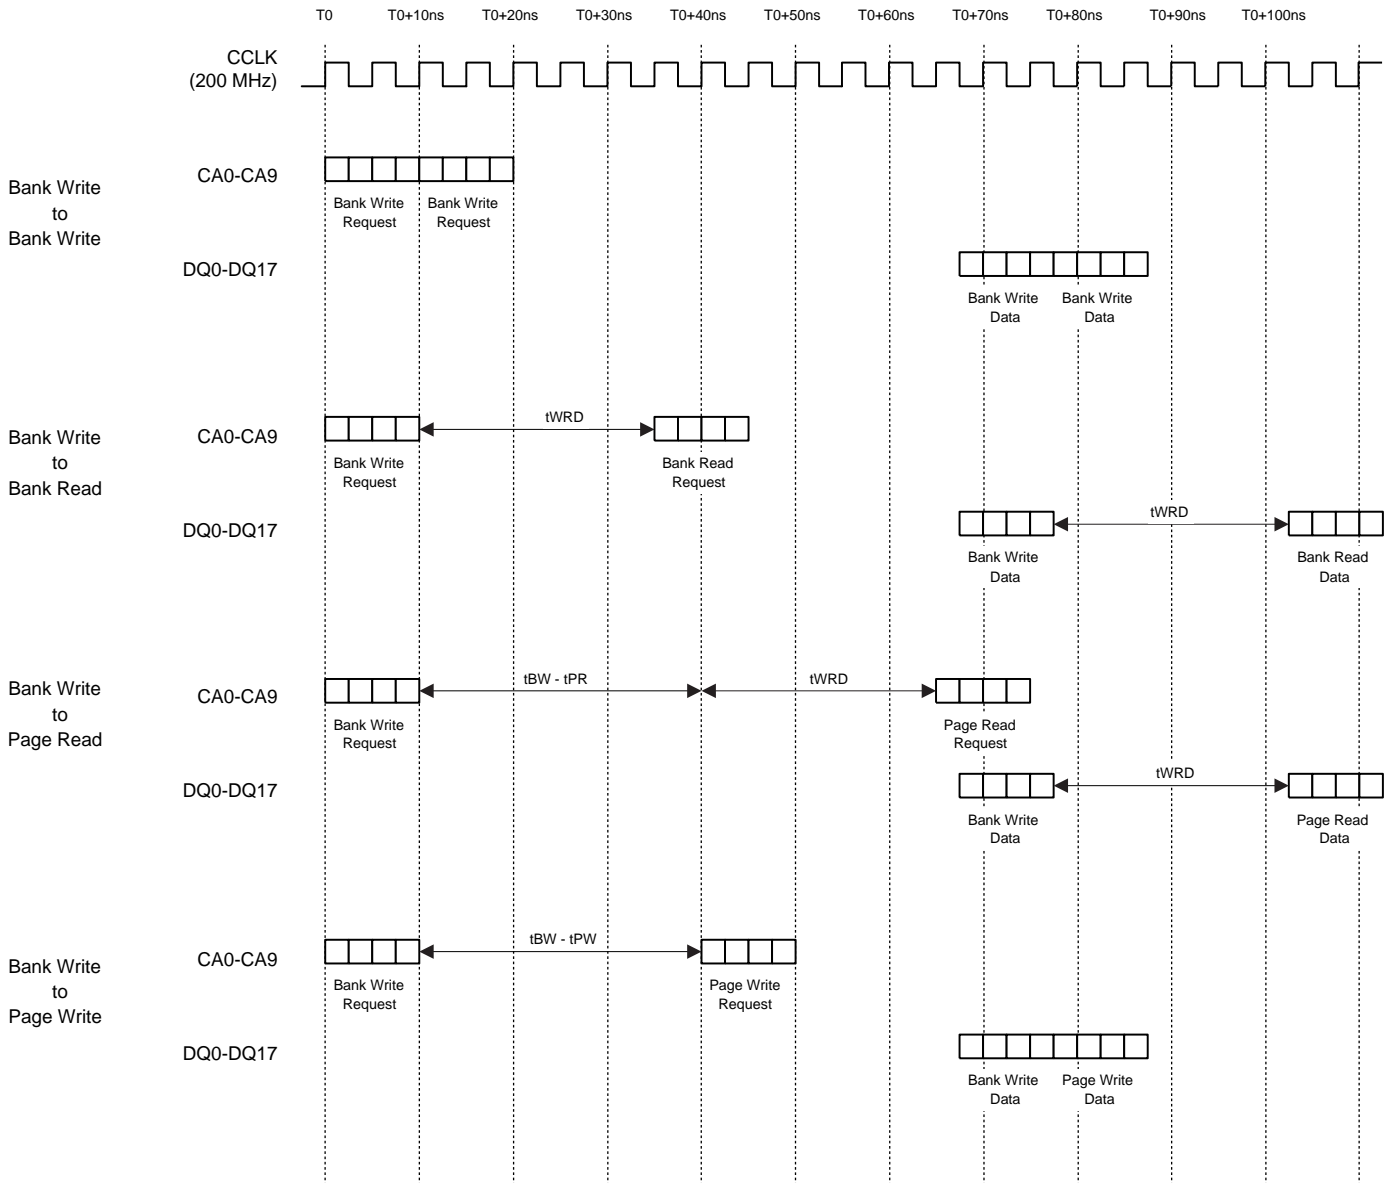 T0 T0+10ns T0+20ns T0+30ns T0+40ns T0+50ns T0+60ns T0+70ns T0+80ns T0+90ns T0+100ns
CCLK
(200 MHz)
Bank Write
to
Bank Write
CA0-CA9
Bank Write Bank Write
Request Request
DQ0-DQ17
Bank Write Bank Write
Data Data
Bank Write
to
Bank Read
CA0-CA9
tWRD
Bank Write Bank Read
Request Request
DQ0-DQ17
tWRD
Bank Write Bank Read
Data Data
Bank Write
to
Page Read
CA0-CA9
tBW - tPR tWRD
Bank Write Page Read
Request Request
DQ0-DQ17
tWRD
Bank Write Page Read
Data Data
Bank Write
to
Page Write
CA0-CA9
tBW - tPW
Bank Write Page Write
Request Request
DQ0-DQ17
Bank Write Page Write
Data Data